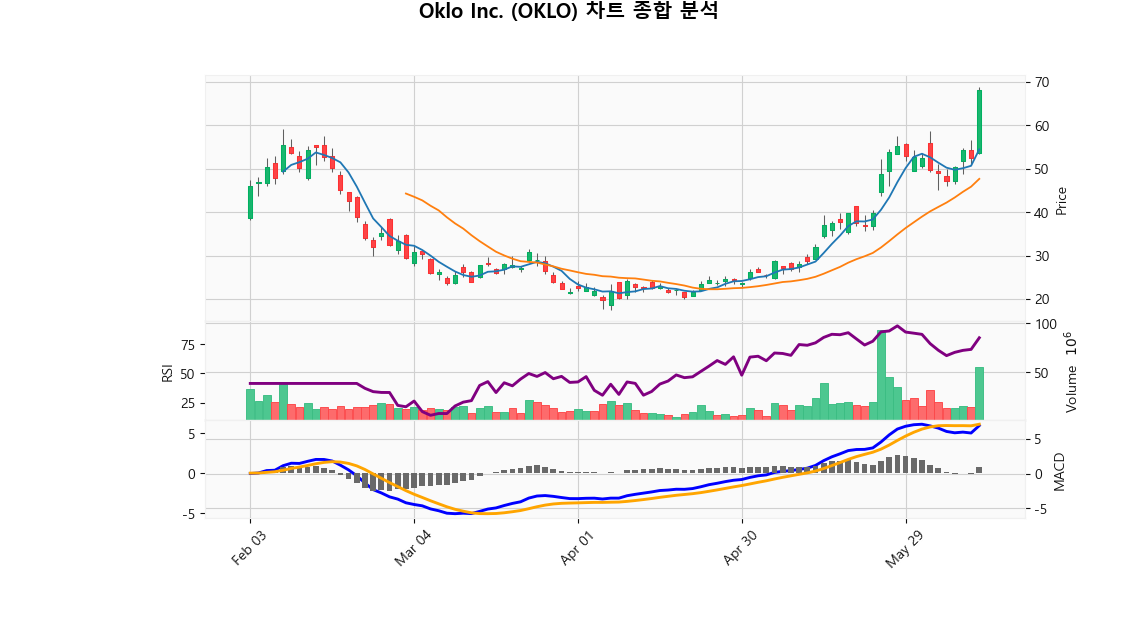 Oklo Inc. (OKLO) 차트 종합 분석
70
60
50
40
30
20
Price
100
50
Volume 10^6
75
50
25
RSI
5
0
-5
5
0
-5
MACD
Feb 03
Mar 04
Apr 01
Apr 30
May 29